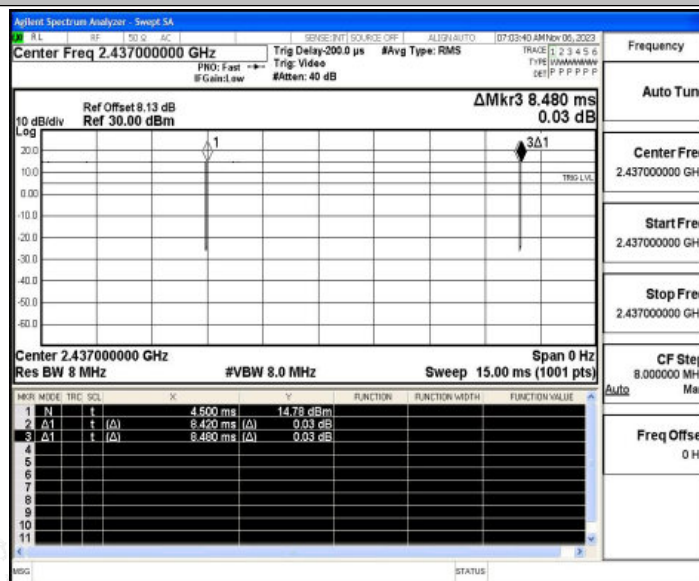 Agilent Spectrum Analyzer - Swept SA
RL RF 50 Ω AC SENSE:INT SOURCE OFF ALIGN AUTO 07:03:40 AM Nov 06, 2023
Center Freq 2.437000000 GHz
PNO: Fast
IFGain:Low
Trig Delay-200.0 µs
Trig: Video
#Atten: 40 dB
#Avg Type: RMS
TRACE 1 2 3 4 5 6
TYPE WWWWWW
DET P P P P P P
ΔMkr3 8.480 ms
0.03 dB
Ref Offset 8.13 dB
10 dB/div Ref 30.00 dBm
Log
1
3Δ1
TRIG LVL
20.0
10.0
0.00
-10.0
-20.0
-30.0
-40.0
-50.0
-60.0
Center 2.437000000 GHz Span 0 Hz
Res BW 8 MHz #VBW 8.0 MHz Sweep 15.00 ms (1001 pts)
MKR MODE TRC SCL X Y FUNCTION FUNCTION WIDTH FUNCTION VALUE
1 N t 4.500 ms 14.78 dBm
2 Δ1 t (Δ) 8.420 ms (Δ) 0.03 dB
3 Δ1 t (Δ) 8.480 ms (Δ) 0.03 dB
4
5
6
7
8
9
10
11
MSG STATUS
Frequency
Auto Tun
Center Fre
2.437000000 GH
Start Fre
2.437000000 GH
Stop Fre
2.437000000 GH
CF Step
8.000000 MH
Auto Ma
Freq Offse
0 H